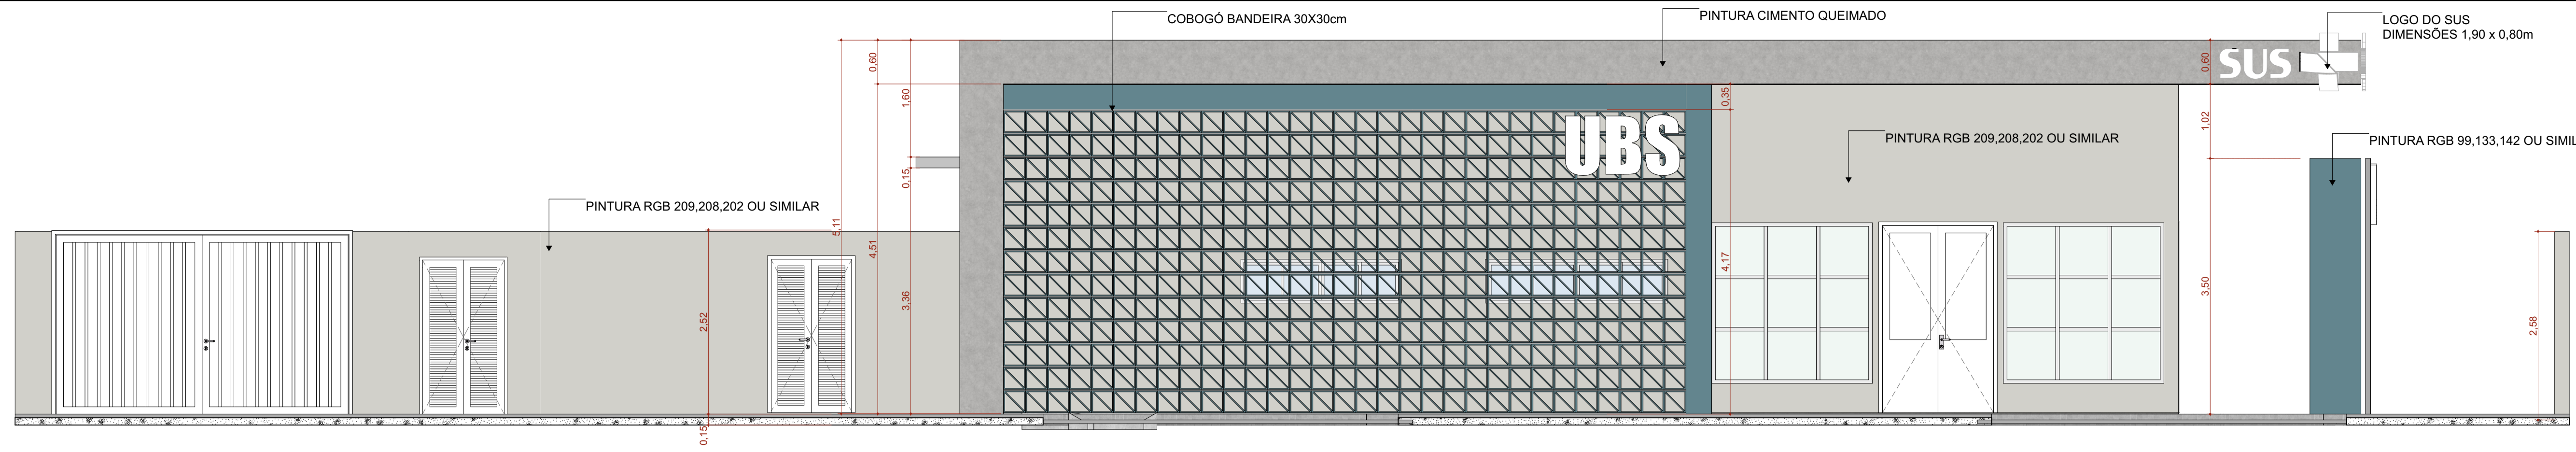 COBOGÓ BANDEIRA 30X30cm
PINTURA CIMENTO QUEIMADO
LOGO DO SUS
DIMENSÕES 1,90 x 0,80m
SUS
UBS
PINTURA RGB 209,208,202 OU SIMILAR
PINTURA RGB 99,133,142 OU SIMIL
PINTURA RGB 209,208,202 OU SIMILAR
0,60
1,60
0,15
5,11
4,51
3,36
2,52
0,15
0,35
4,17
0,60
1,02
3,50
2,58